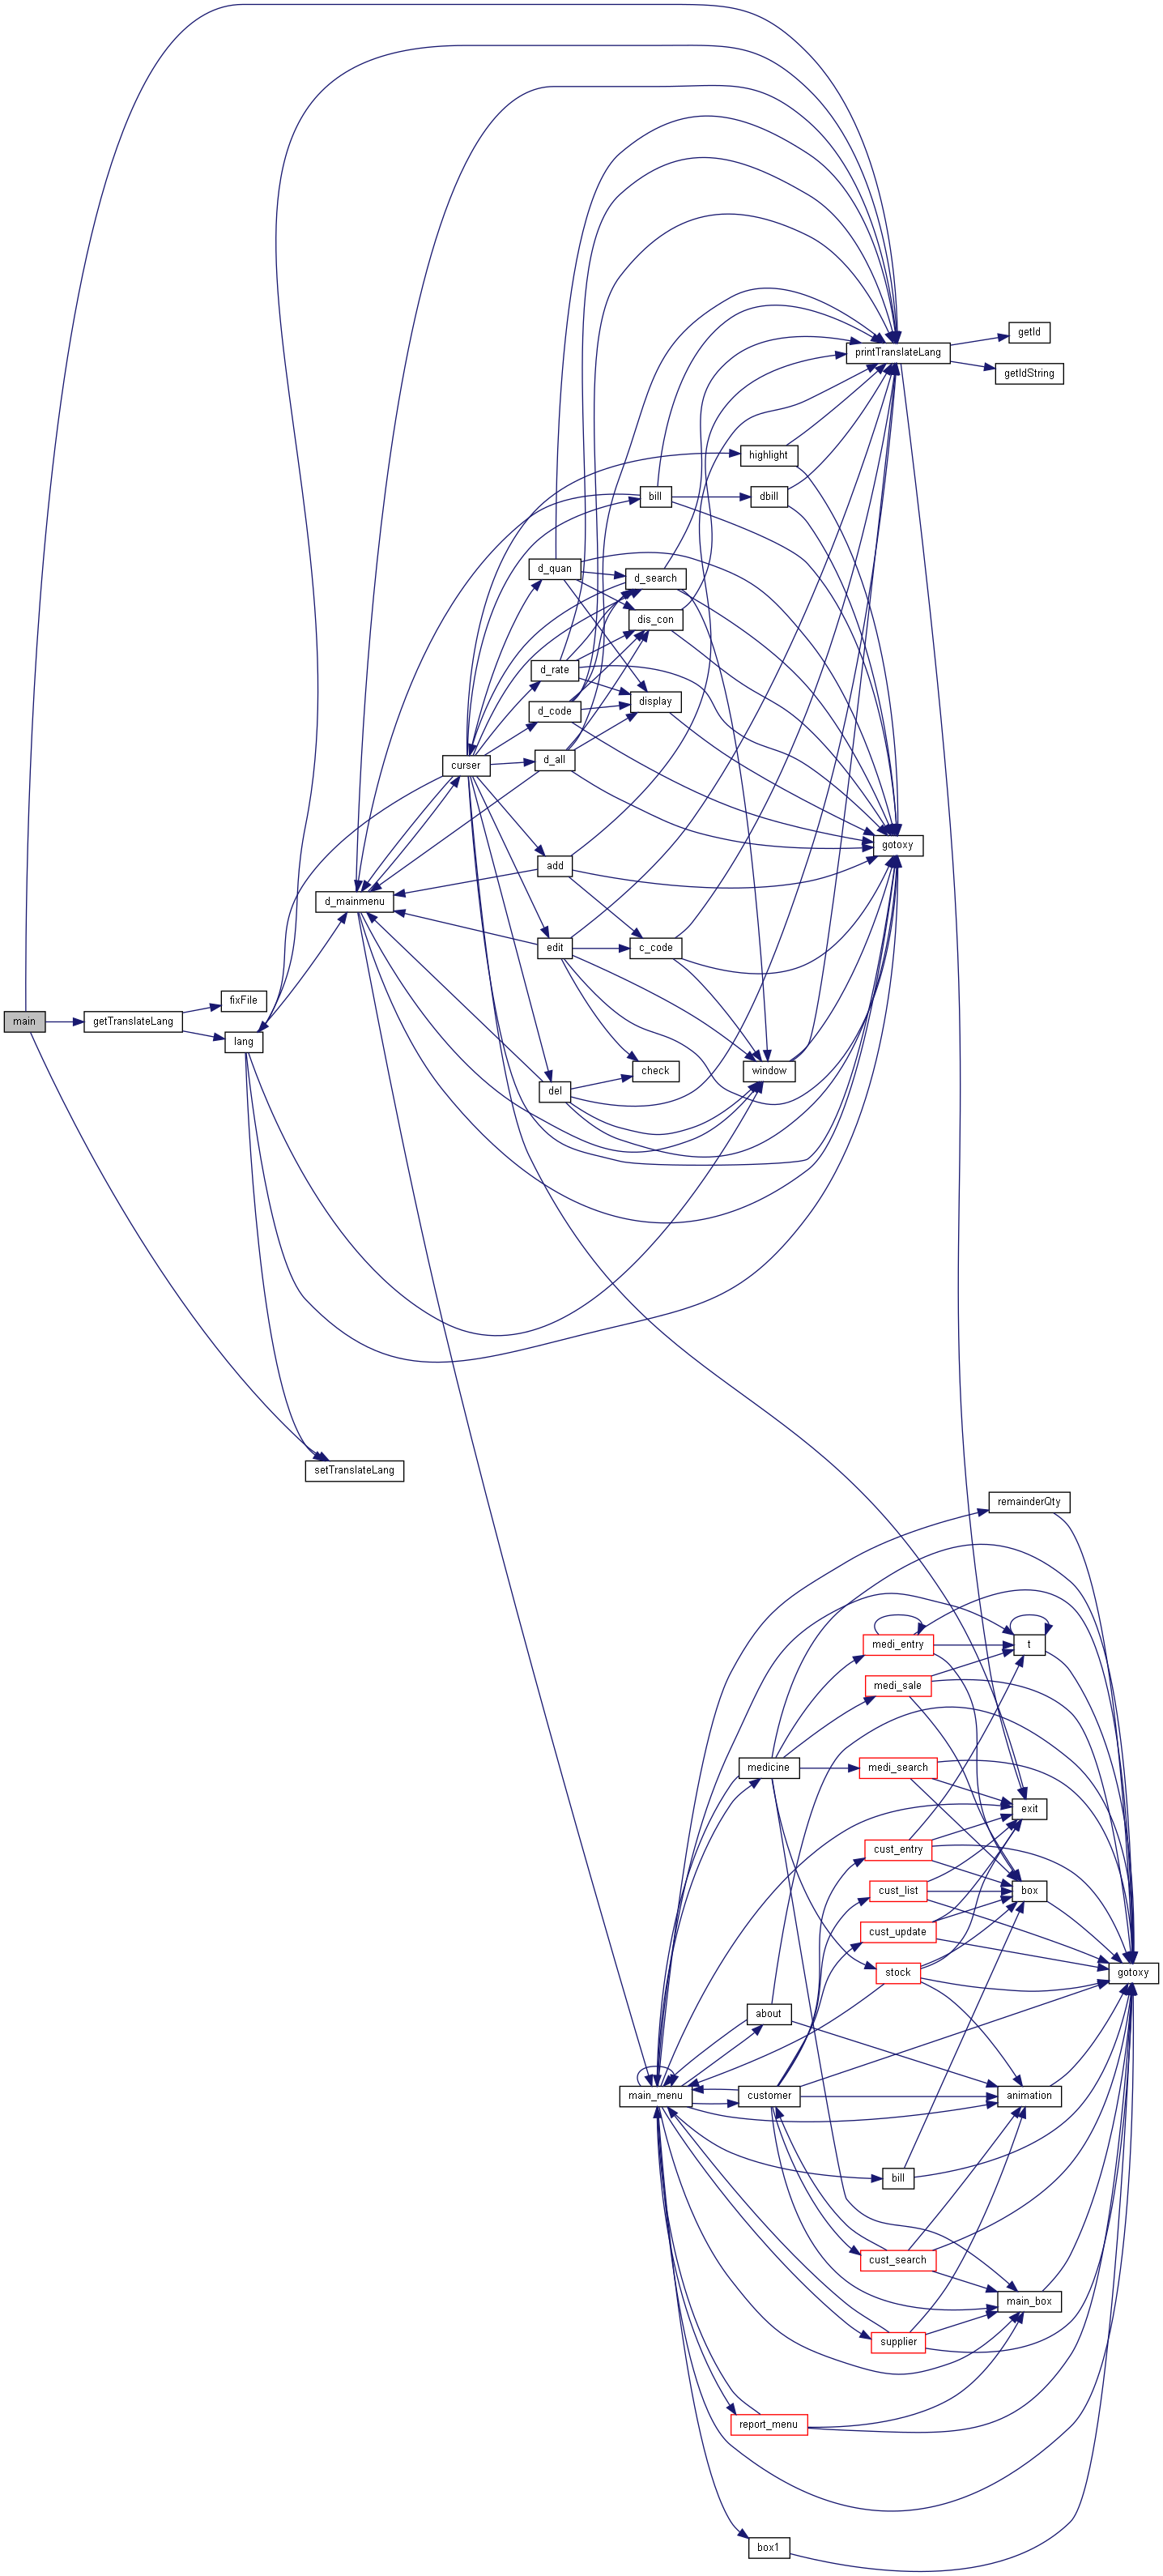 getId
printTranslateLang
getIdString
highlight
bill
dbill
d_quan
d_search
dis_con
d_rate
display
d_code
curser
d_all
gotoxy
add
d_mainmenu
edit
c_code
fixFile
main
getTranslateLang
lang
check
window
del
setTranslateLang
remainderQty
medi_entry
t
medi_sale
medicine
medi_search
exit
cust_entry
cust_list
box
cust_update
stock
gotoxy
about
main_menu
customer
animation
bill
cust_search
main_box
supplier
report_menu
box1